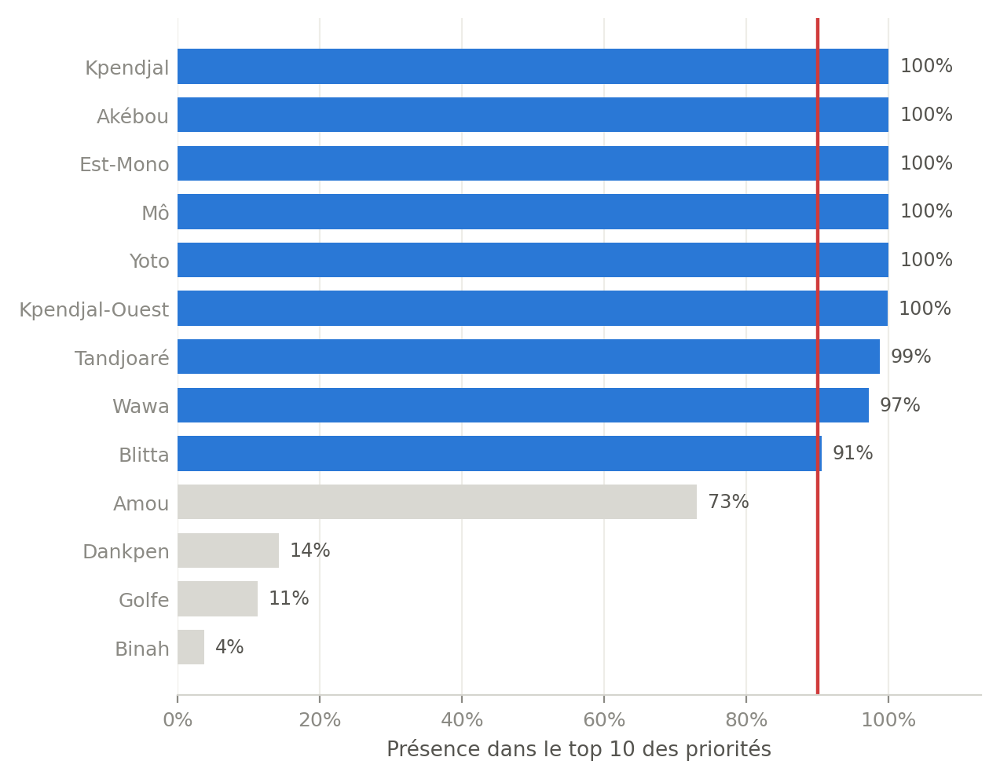 Kpendjal 100%
Akébou 100%
Est-Mono 100%
Mô 100%
Yoto 100%
Kpendjal-Ouest 100%
Tandjoaré 99%
Wawa 97%
Blitta 91%
Amou 73%
Dankpen 14%
Golfe 11%
Binah 4%
0% 20% 40% 60% 80% 100%
Présence dans le top 10 des priorités